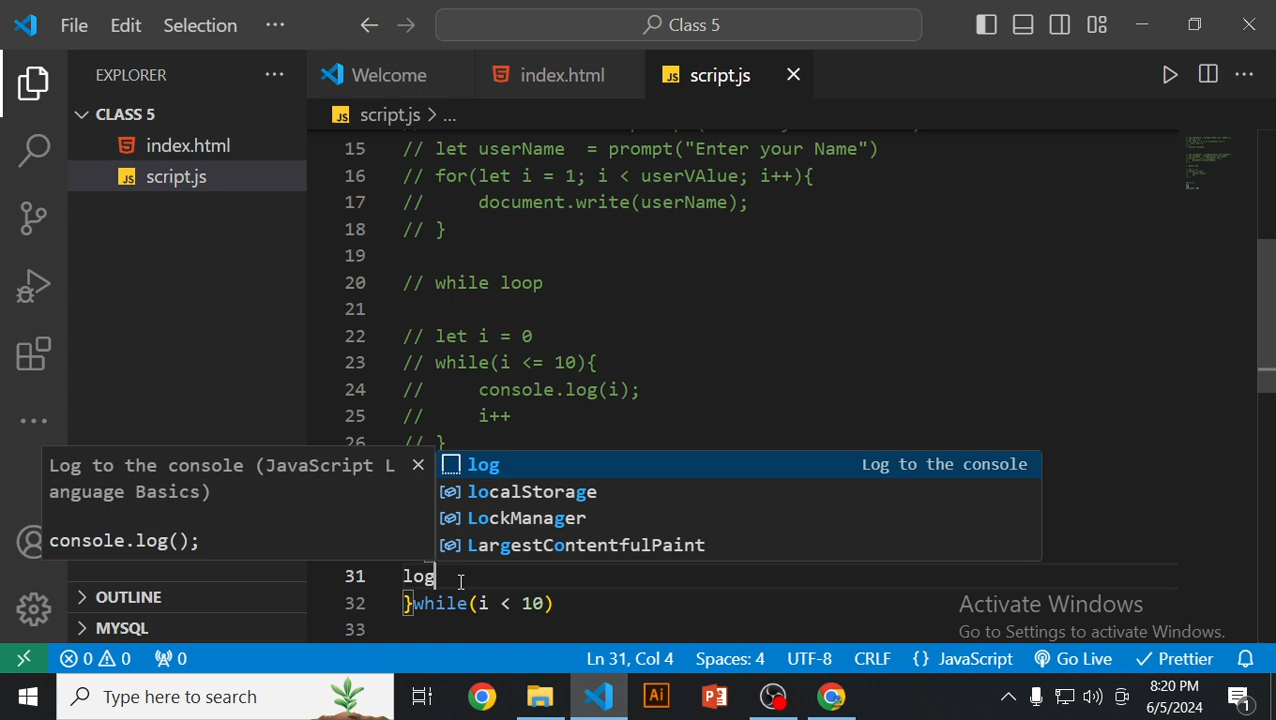 File Edit Selection ··· Class 5
EXPLORER ···
CLASS 5
index.html
script.js
Welcome index.html script.js
script.js > ...
15 // let userName = prompt("Enter your Name")
16 // for(let i = 1; i < userVAlue; i++){
17 // document.write(userName);
18 // }
19
20 // while loop
21
22 // let i = 0
23 // while(i <= 10){
24 // console.log(i);
25 // i++
26 // }
Log to the console (JavaScript L
anguage Basics)
console.log();
log Log to the console
localStorage
LockManager
LargestContentfulPaint
31 log
32 }while(i < 10)
33
OUTLINE
MYSQL
Activate Windows
Go to Settings to activate Windows.
0 0 0 Ln 31, Col 4 Spaces: 4 UTF-8 CRLF {} JavaScript Go Live Prettier
Type here to search
8:20 PM
6/5/2024
1